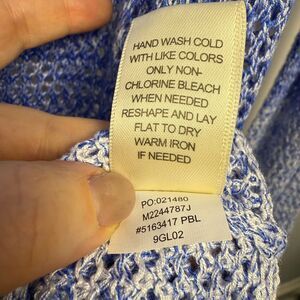 HAND WASH COLD
WITH LIKE COLORS
ONLY NON-
CHLORINE BLEACH
WHEN NEEDED
RESHAPE AND LAY
FLAT TO DRY
WARM IRON
IF NEEDED
PO:021480
M2244787J
#5163417 PBL
9GL02